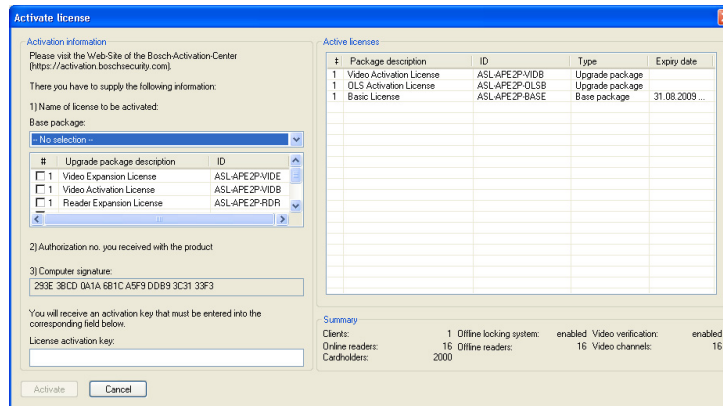 Activate license
Activation information
Please visit the Web-Site of the Bosch-Activation-Center
(https://activation.boschsecurity.com).
There you have to supply the following information:
1) Name of license to be activated:
Base package:
-- No selection --
# Upgrade package description ID
1 Video Expansion License ASL-APE2P-VIDE
1 Video Activation License ASL-APE2P-VIDB
1 Reader Expansion License ASL-APE2P-RDR
2) Authorization no. you received with the product
3) Computer signature:
293E 3BCD 0A1A 6B1C A5F9 DDB9 3C31 33F3
You will receive an activation key that must be entered into the
corresponding field below.
License activation key:
Activate Cancel
Active licenses
‡ Package description ID Type Expiry date
1 Video Activation License ASL-APE2P-VIDB Upgrade package
1 OLS Activation License ASL-APE2P-OLSB Upgrade package
1 Basic License ASL-APE2P-BASE Base package 31.08.2009 ...
Summary
Clients: 1 Offline locking system: enabled Video verification: enabled
Online readers: 16 Offline readers: 16 Video channels: 16
Cardholders: 2000